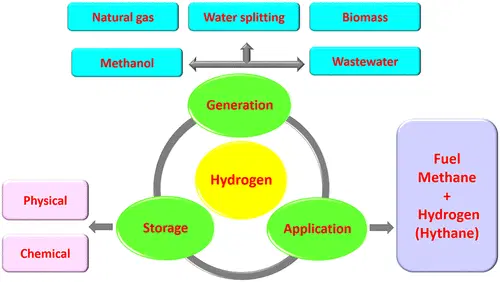 Natural gas
Water splitting
Biomass
Methanol
Wastewater
Generation
Hydrogen
Storage
Application
Physical
Chemical
Fuel
Methane
+
Hydrogen
(Hythane)